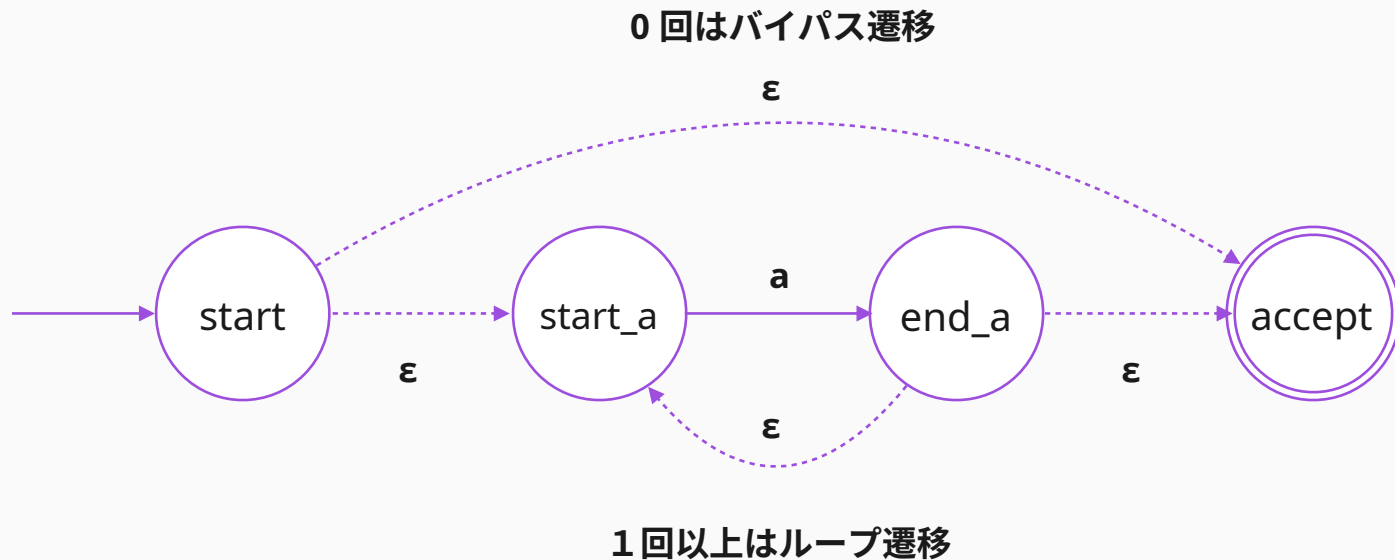 0 回はバイパス遷移
ε
a
start
start_a
end_a
accept
ε
ε
ε
１回以上はループ遷移